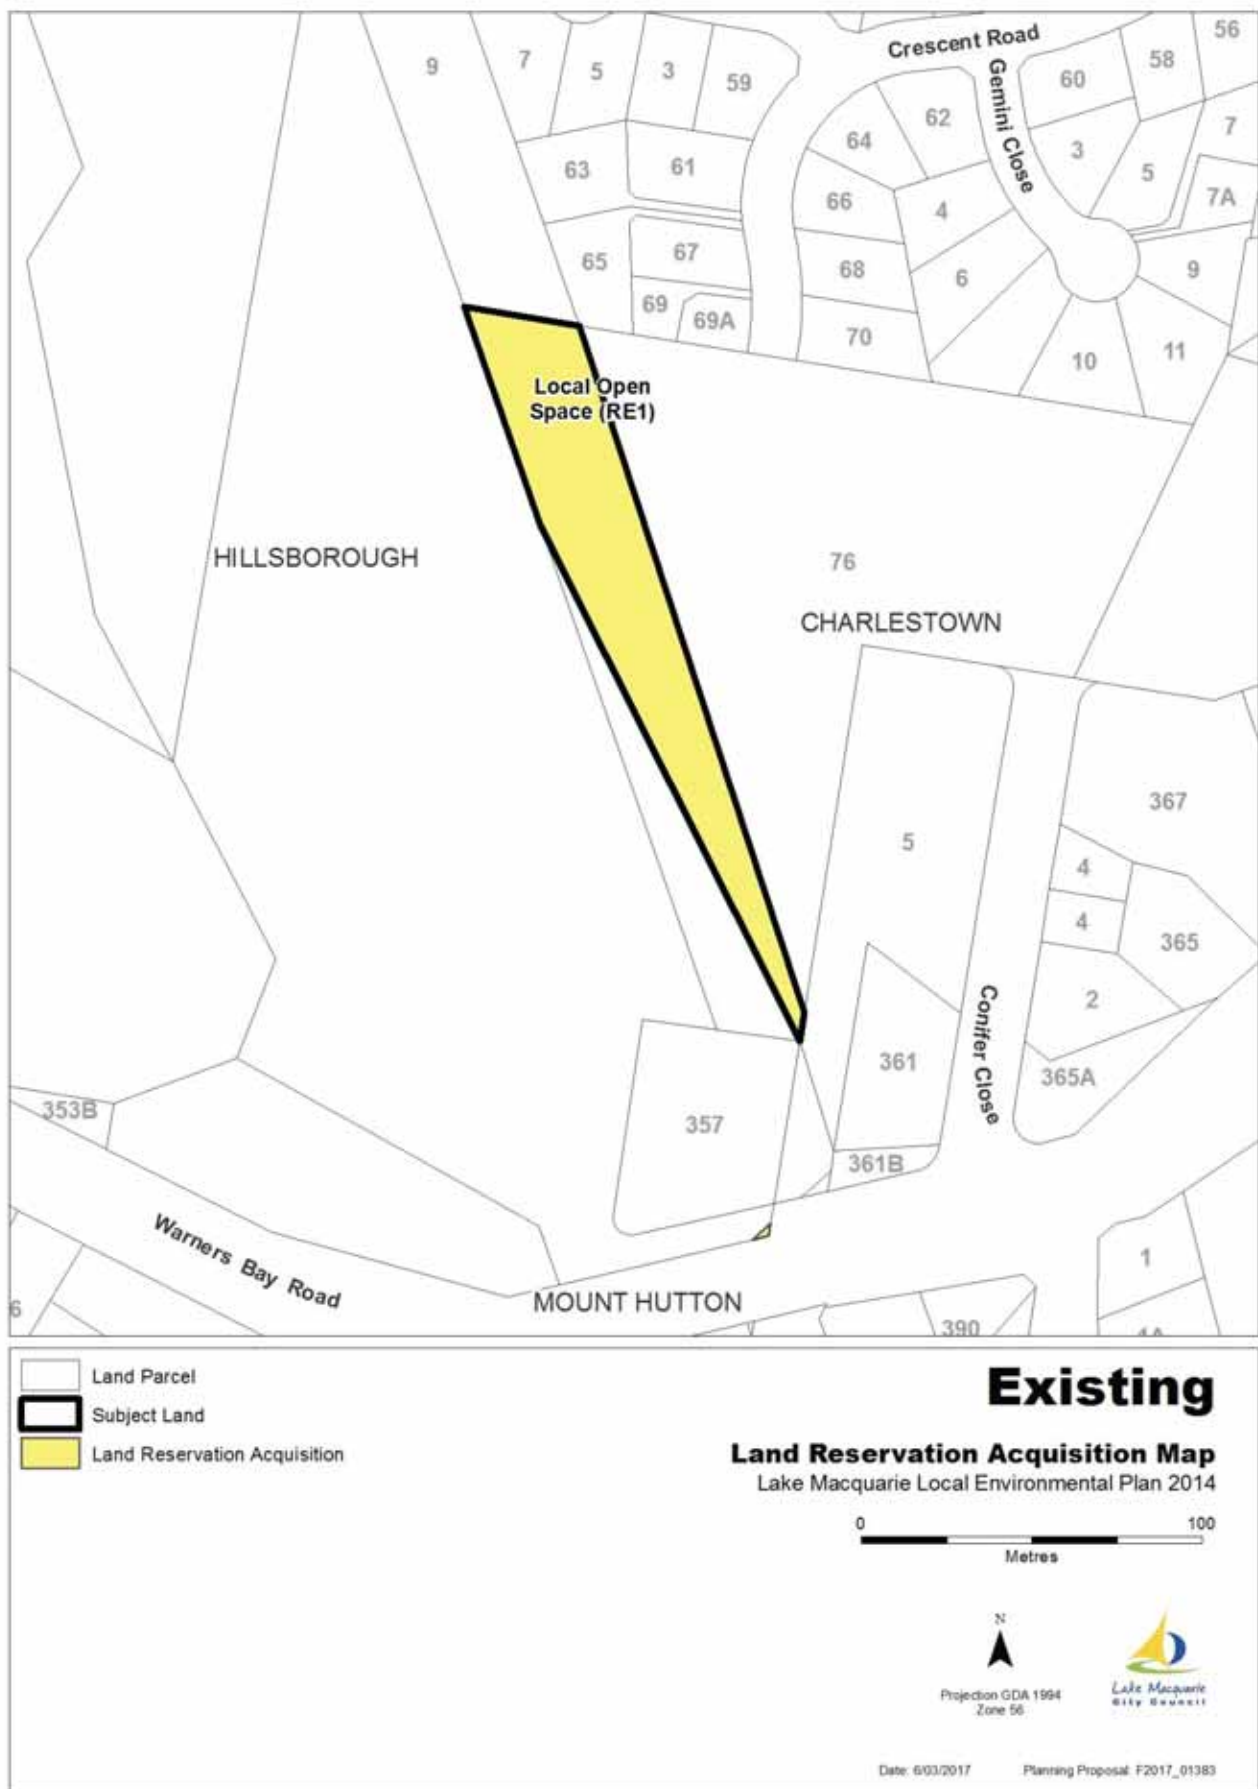 Crescent Road
56
58
9
7
5
3
59
60
Gemini Close
62
64
3
7
5
63
61
66
4
7A
65
67
68
6
9
69
69A
70
10
11
Local Open
Space (RE1)
HILLSBOROUGH
76
CHARLESTOWN
367
5
4
4
365
2
Conifer Close
361
365A
353B
357
361B
Warners Bay Road
1
MOUNT HUTTON
6
390
1A
Land Parcel
Subject Land
Land Reservation Acquisition
Existing
Land Reservation Acquisition Map
Lake Macquarie Local Environmental Plan 2014
0 100
Metres
N
Projection GDA 1994
Zone 56
Lake Macquarie
City Council
Date: 6/03/2017 Planning Proposal: F2017_01383